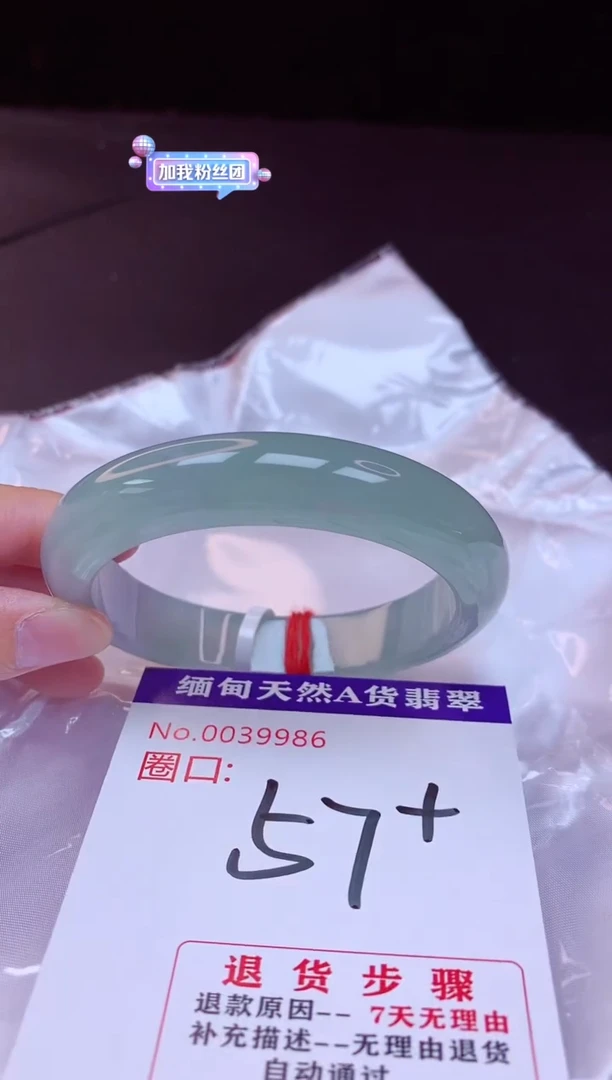 加我粉丝团
缅甸天然A货翡翠
No.0039986
圈口:
57+
退货步骤
退款原因-- 7天无理由
补充描述--无理由退货
自动通过